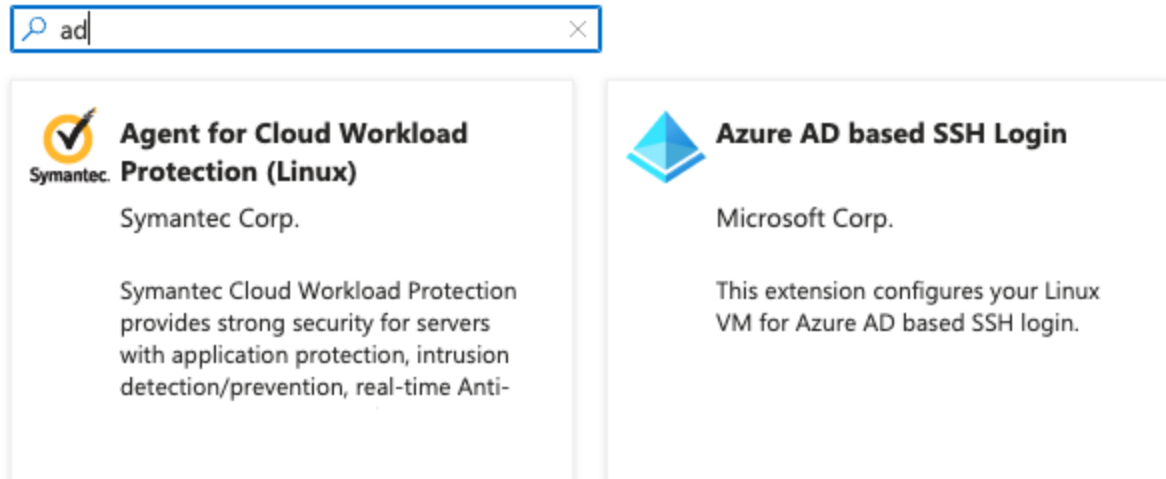 ad
Agent for Cloud Workload
Protection (Linux)
Symantec.
Symantec Corp.
Symantec Cloud Workload Protection
provides strong security for servers
with application protection, intrusion
detection/prevention, real-time Anti-
Azure AD based SSH Login
Microsoft Corp.
This extension configures your Linux
VM for Azure AD based SSH login.